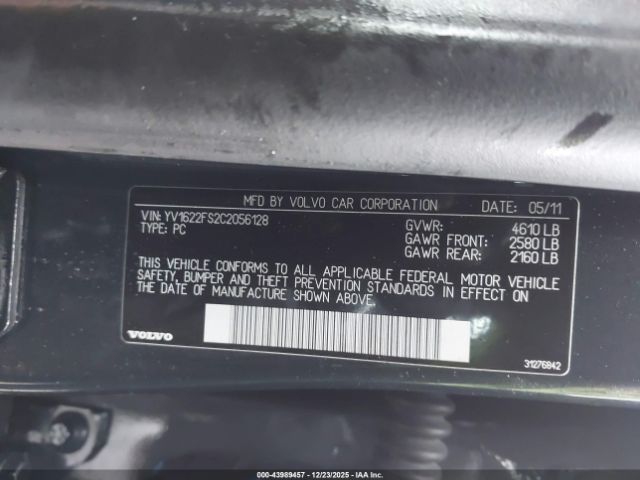 MFD BY VOLVO CAR CORPORATION DATE: 05/11
VIN: YV1622FS2C2056128 GVWR: 4610 LB
TYPE: PC GAWR FRONT: 2580 LB
GAWR REAR: 2160 LB
THIS VEHICLE CONFORMS TO ALL APPLICABLE FEDERAL MOTOR VEHICLE
SAFETY, BUMPER AND THEFT PREVENTION STANDARDS IN EFFECT ON
THE DATE OF MANUFACTURE SHOWN ABOVE.
VOLVO 31276842
000-43989457 - 12/23/2025 - IAA Inc.